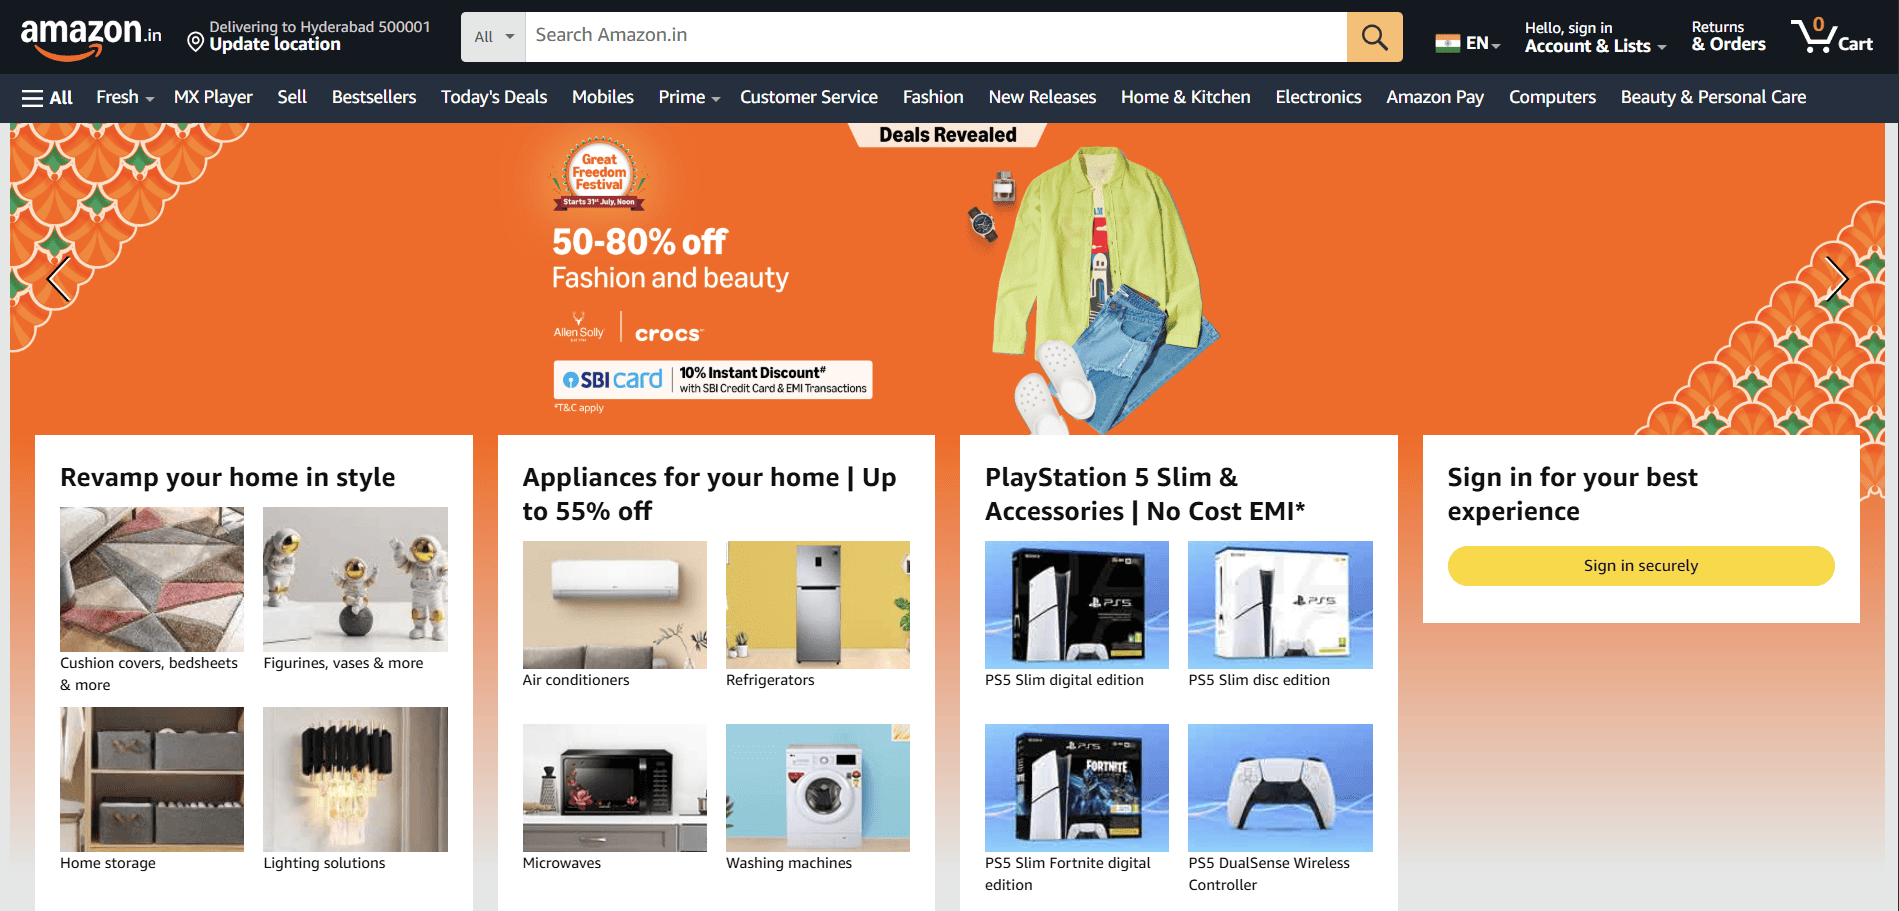 amazon.in
Delivering to Hyderabad 500001
Update location
All
Search Amazon.in
EN
Hello, sign in
Account & Lists
Returns
& Orders
0
Cart
All
Fresh
MX Player
Sell
Bestsellers
Today's Deals
Mobiles
Prime
Customer Service
Fashion
New Releases
Home & Kitchen
Electronics
Amazon Pay
Computers
Beauty & Personal Care
Deals Revealed
Great
Freedom
Festival
Starts 31st July, Noon
50-80% off
Fashion and beauty
Allen Solly
crocs
SBI card
10% Instant Discount#
with SBI Credit Card & EMI Transactions
#T&C apply
Revamp your home in style
Cushion covers, bedsheets
& more
Figurines, vases & more
Home storage
Lighting solutions
Appliances for your home | Up
to 55% off
Air conditioners
Refrigerators
Microwaves
Washing machines
PlayStation 5 Slim &
Accessories | No Cost EMI*
PS5
PS5
PS5 Slim digital edition
PS5 Slim disc edition
PS5
FORTNITE
PS5 Slim Fortnite digital
edition
PS5 DualSense Wireless
Controller
Sign in for your best
experience
Sign in securely